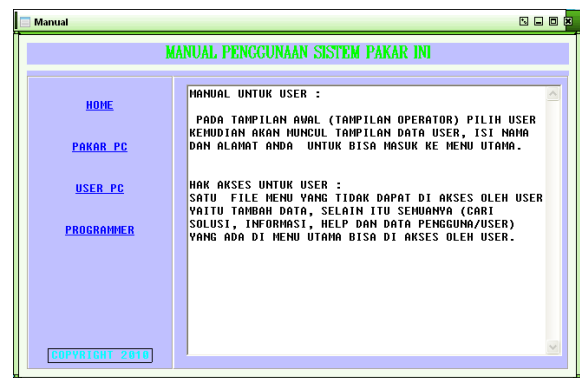 Manual
MANUAL PENGGUNAAN SISTEM PAKAR INI
HOME
PAKAR PC
USER PC
PROGRAMMER
COPYRIGHT 2010
MANUAL UNTUK USER :
PADA TAMPILAN AWAL (TAMPILAN OPERATOR) PILIH USER
KEMUDIAN AKAN MUNCUL TAMPILAN DATA USER, ISI NAMA
DAN ALAMAT ANDA UNTUK BISA MASUK KE MENU UTAMA.
HAK AKSES UNTUK USER :
SATU FILE MENU YANG TIDAK DAPAT DI AKSES OLEH USER
YAITU TAMBAH DATA, SELAIN ITU SEMUANYA (CARI
SOLUSI, INFORMASI, HELP DAN DATA PENGGUNA/USER)
YANG ADA DI MENU UTAMA BISA DI AKSES OLEH USER.